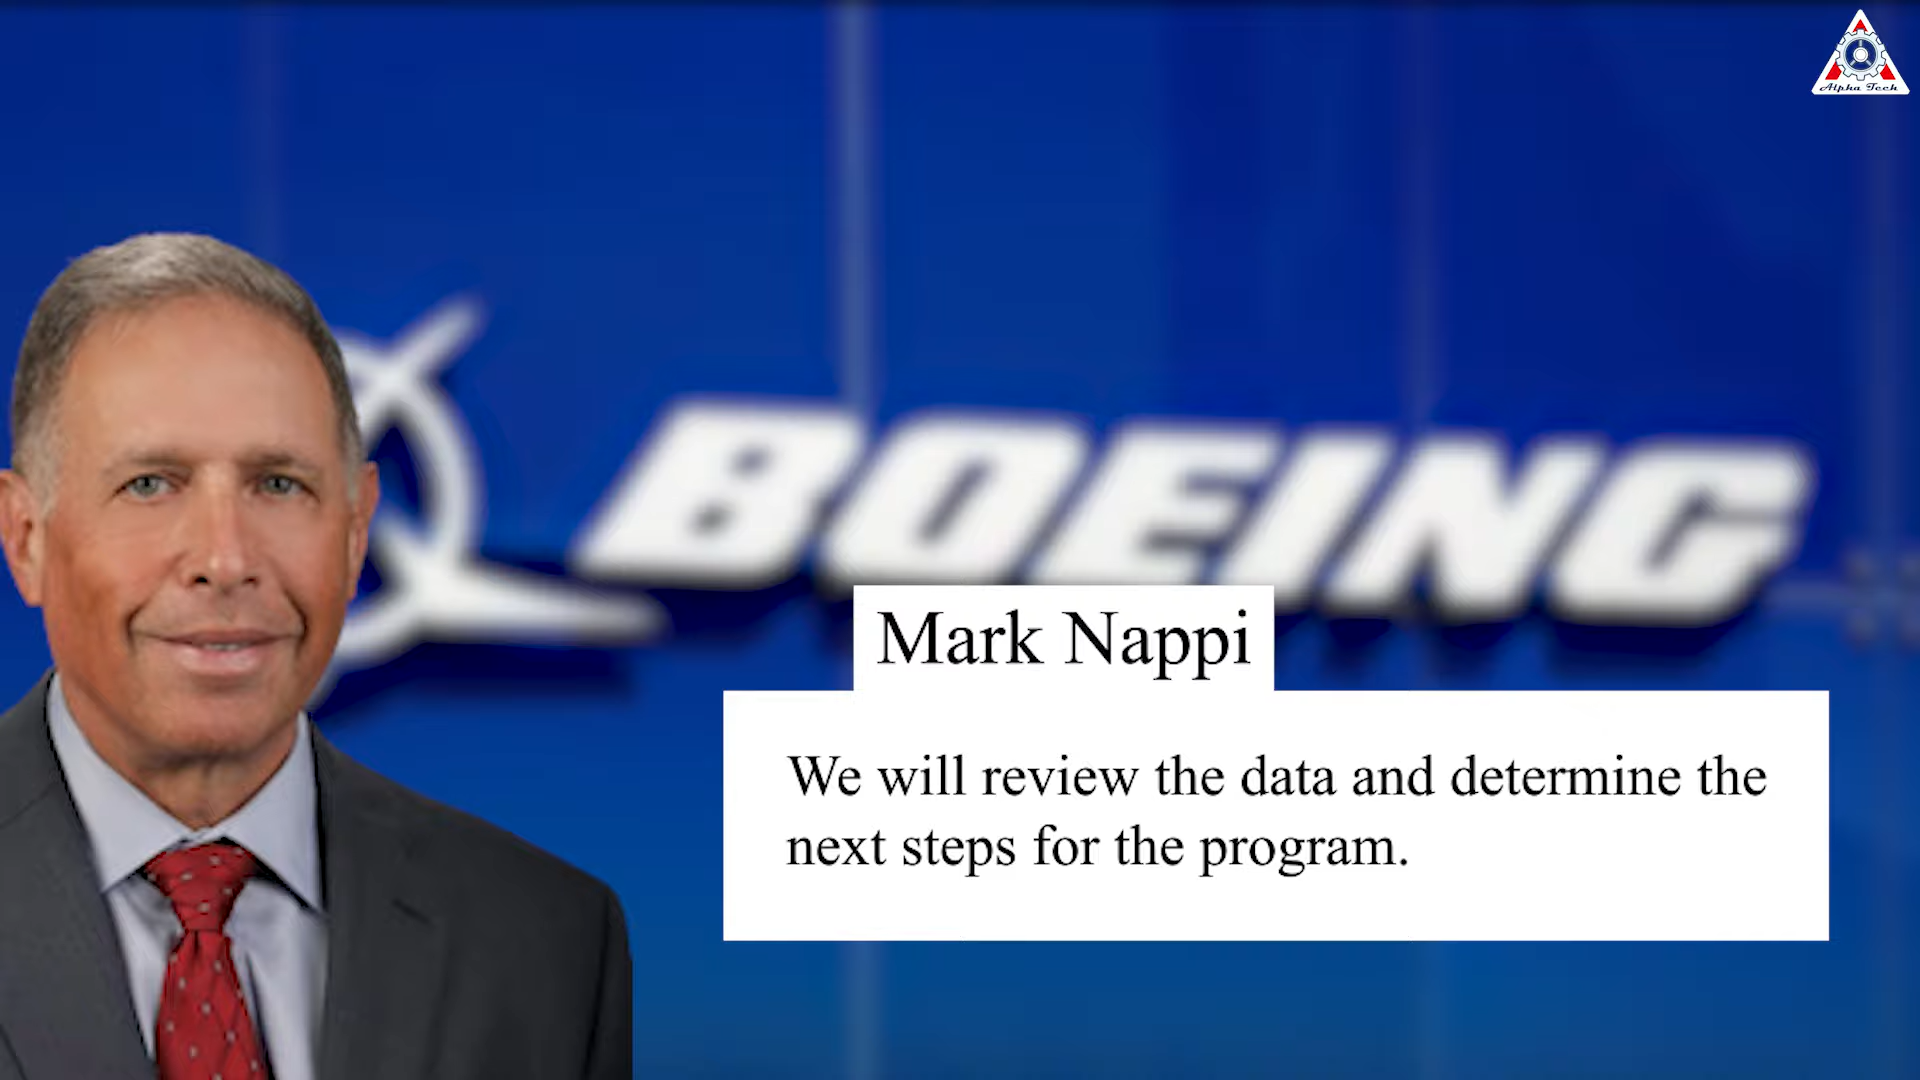 Alpha Tech
BOEING
Mark Nappi
We will review the data and determine the
next steps for the program.